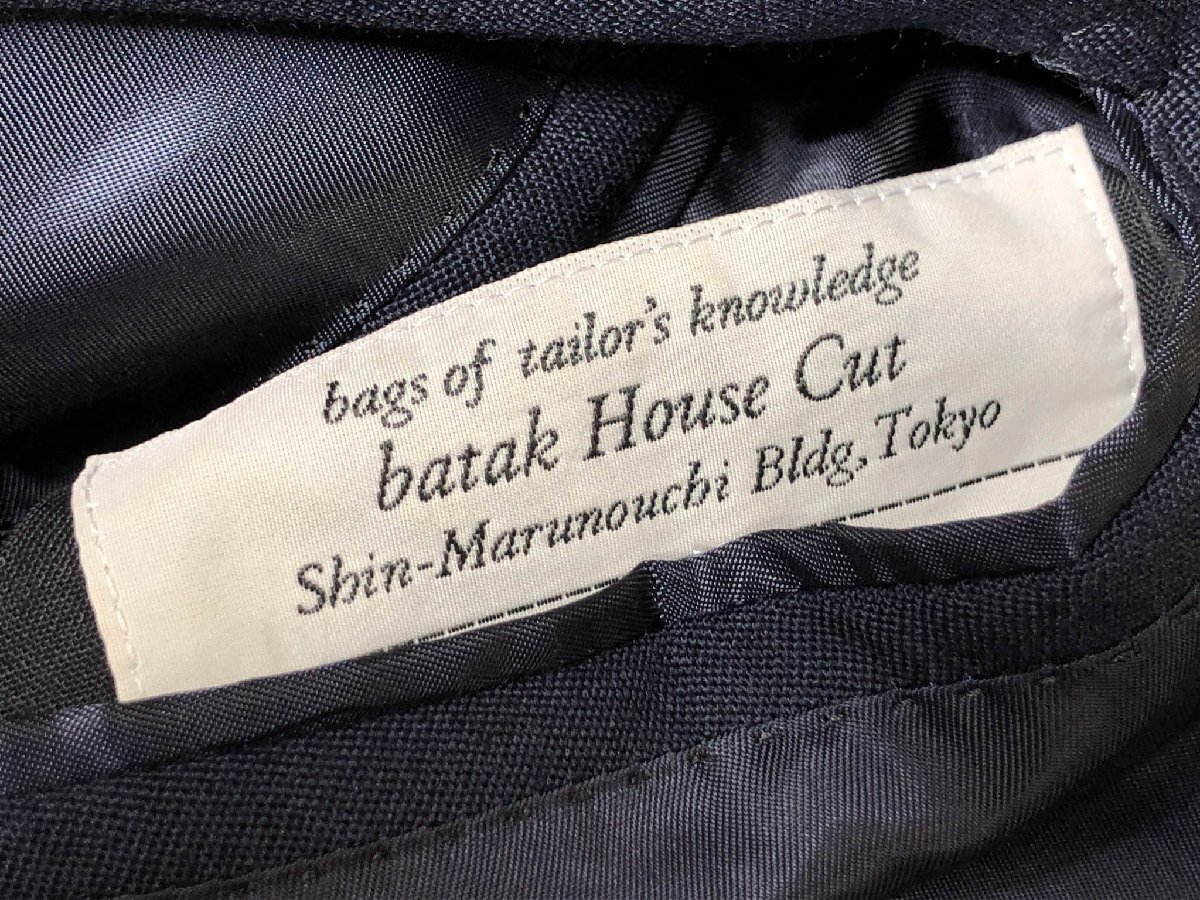 bags of tailor's knowledge
batak House Cut
Shin-Marunouchi Bldg, Tokyo